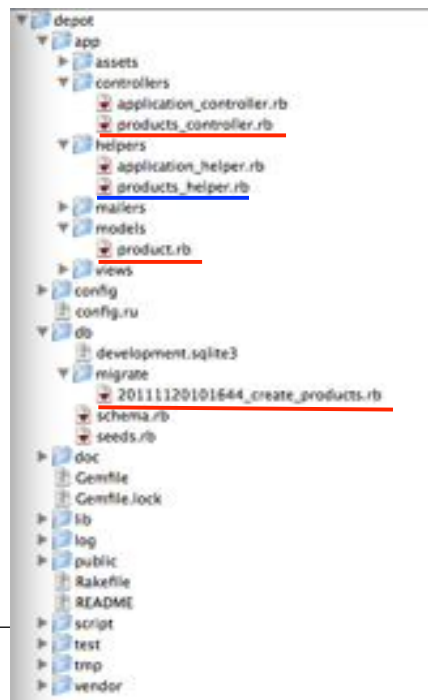 depot
app
assets
controllers
application_controller.rb
products_controller.rb
helpers
application_helper.rb
products_helper.rb
mailers
models
product.rb
views
config
config.ru
db
development.sqlite3
migrate
20111120101644_create_products.rb
schema.rb
seeds.rb
doc
Gemfile
Gemfile.lock
lib
log
public
Rakefile
README
script
test
tmp
vendor